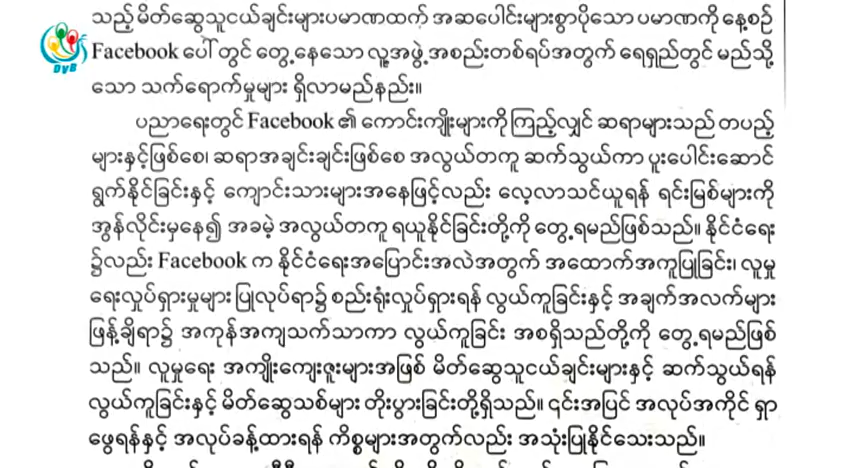 သည့် မိတ်ဆွေသူငယ်ချင်းများပမာဏထက် အဆပေါင်းများစွာပိုသော ပမာဏကို နေ့စဉ်
Facebook ပေါ်တွင် တွေ့နေသော လူ့အဖွဲ့အစည်းတစ်ရပ်အတွက် ရေရှည်တွင် မည်သို့
သော သက်ရောက်မှုများ ရှိလာမည်နည်း။
ပညာရေးတွင် Facebook ၏ ကောင်းကျိုးများကို ကြည့်လျှင် ဆရာများသည် တပည့်
များနှင့်ဖြစ်စေ၊ ဆရာအချင်းချင်းဖြစ်စေ အလွယ်တကူ ဆက်သွယ်ကာ ပူးပေါင်းဆောင်
ရွက်နိုင်ခြင်းနှင့် ကျောင်းသားများအနေဖြင့်လည်း လေ့လာသင်ယူရန် ရင်းမြစ်များကို
အွန်လိုင်းမှနေ၍ အခမဲ့ အလွယ်တကူ ရယူနိုင်ခြင်းတို့ကို တွေ့ရမည်ဖြစ်သည်။ နိုင်ငံရေး
၌လည်း Facebook က နိုင်ငံရေးအပြောင်းအလဲအတွက် အထောက်အကူပြုခြင်း၊ လူမှု
ရေးလှုပ်ရှားမှုများ ပြုလုပ်ရာ၌ စည်းရုံးလှုပ်ရှားရန် လွယ်ကူခြင်းနှင့် အချက်အလက်များ
ဖြန့်ချိရာ၌ အကုန်အကျသက်သာကာ လွယ်ကူခြင်း အစရှိသည်တို့ကို တွေ့ရမည်ဖြစ်
သည်။ လူမှုရေး အကျိုးကျေးဇူးများအဖြစ် မိတ်ဆွေသူငယ်ချင်းများနှင့် ဆက်သွယ်ရန်
လွယ်ကူခြင်းနှင့် မိတ်ဆွေသစ်များ တိုးပွားခြင်းတို့ရှိသည်။ ၎င်းအပြင် အလုပ်အကိုင် ရှာ
ဖွေရန်နှင့် အလုပ်ခန့်ထားရန် ကိစ္စများအတွက်လည်း အသုံးပြုနိုင်သေးသည်။
DVB